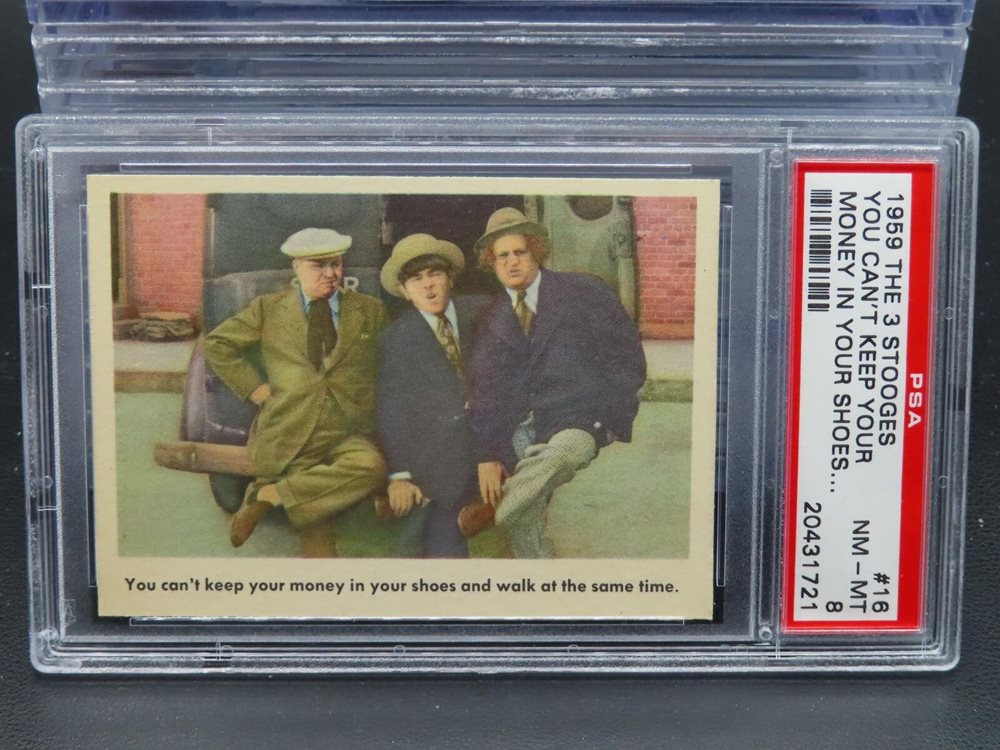 You can't keep your money in your shoes and walk at the same time.
PSA
1959 THE 3 STOOGES
#16
YOU CAN'T KEEP YOUR
NM - MT
MONEY IN YOUR SHOES...
8
20431721